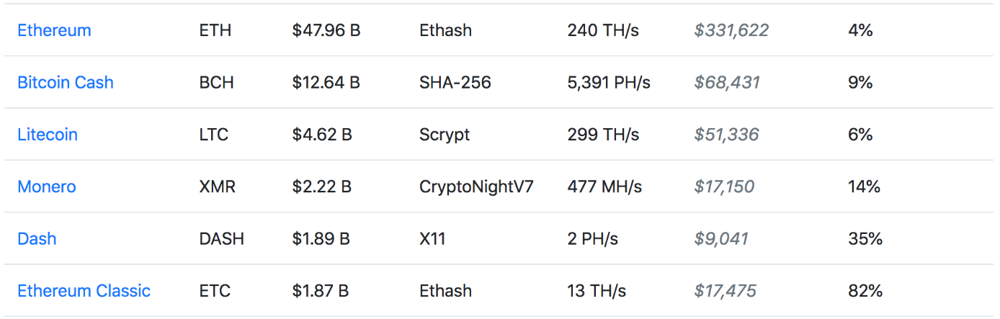 Ethereum ETH $47.96 B Ethash 240 TH/s $331,622 4%
Bitcoin Cash BCH $12.64 B SHA-256 5,391 PH/s $68,431 9%
Litecoin LTC $4.62 B Scrypt 299 TH/s $51,336 6%
Monero XMR $2.22 B CryptoNightV7 477 MH/s $17,150 14%
Dash DASH $1.89 B X11 2 PH/s $9,041 35%
Ethereum Classic ETC $1.87 B Ethash 13 TH/s $17,475 82%